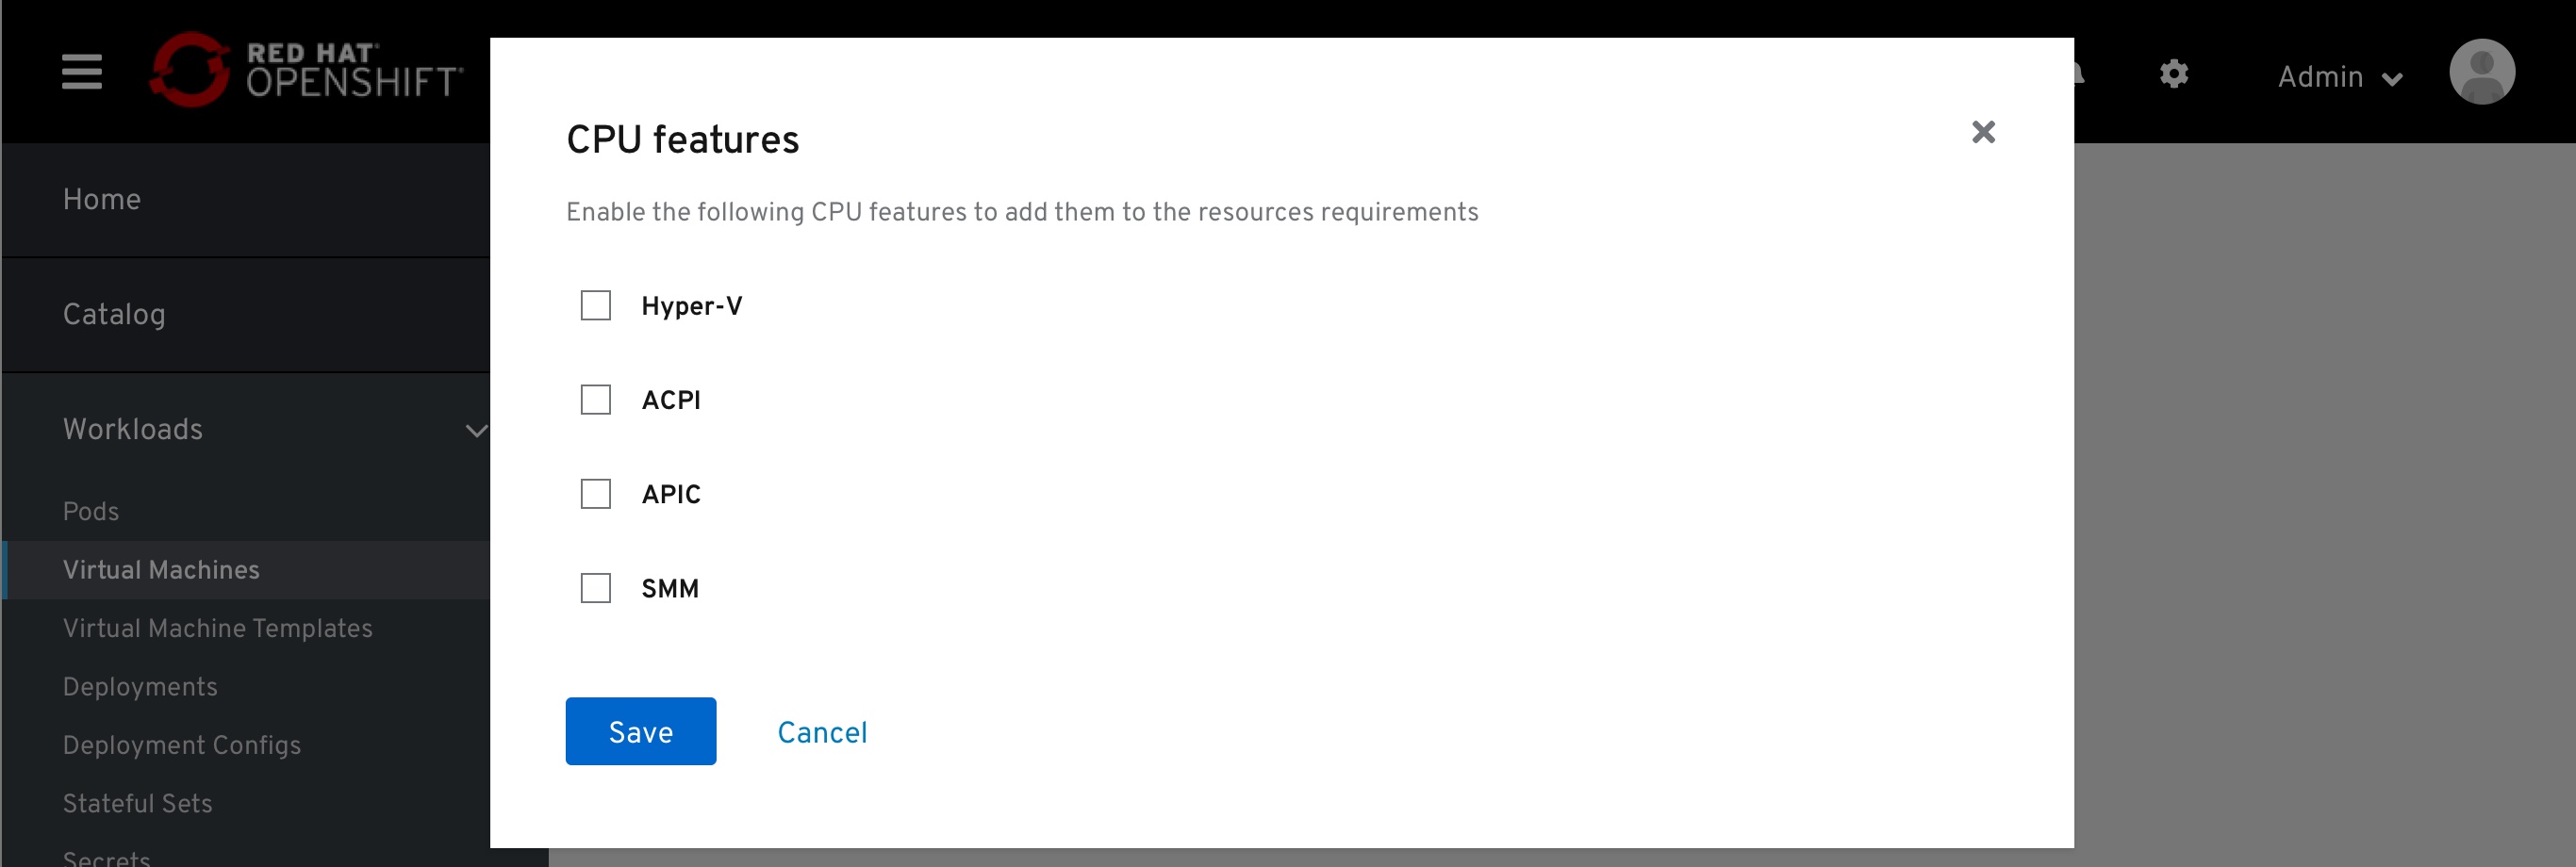 RED HAT
OPENSHIFT
Admin
Home
Catalog
Workloads
Pods
Virtual Machines
Virtual Machine Templates
Deployments
Deployment Configs
Stateful Sets
Secrets
CPU features
Enable the following CPU features to add them to the resources requirements
Hyper-V
ACPI
APIC
SMM
Save
Cancel